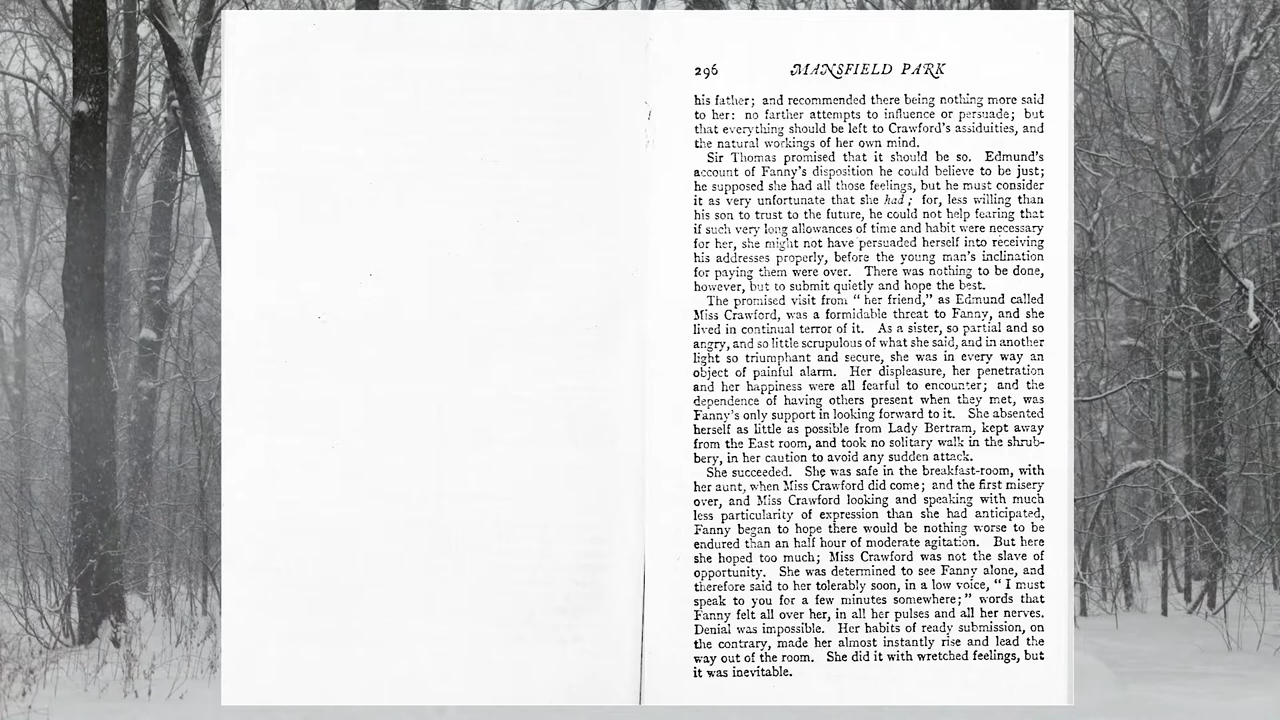 296 MANSFIELD PARK
his father; and recommended there being nothing more said
to her: no farther attempts to influence or persuade; but
that everything should be left to Crawford's assiduities, and
the natural workings of her own mind.
Sir Thomas promised that it should be so. Edmund's
account of Fanny's disposition he could believe to be just;
he supposed she had all those feelings, but he must consider
it as very unfortunate that she had; for, less willing than
his son to trust to the future, he could not help fearing that
if such very long allowances of time and habit were necessary
for her, she might not have persuaded herself into receiving
his addresses properly, before the young man's inclination
for paying them were over. There was nothing to be done,
however, but to submit quietly and hope the best.
The promised visit from "her friend," as Edmund called
Miss Crawford, was a formidable threat to Fanny, and she
lived in continual terror of it. As a sister, so partial and so
angry, and so little scrupulous of what she said, and in another
light so triumphant and secure, she was in every way an
object of painful alarm. Her displeasure, her penetration
and her happiness were all fearful to encounter; and the
dependence of having others present when they met, was
Fanny's only support in looking forward to it. She absented
herself as little as possible from Lady Bertram, kept away
from the East room, and took no solitary walk in the shrub-
bery, in her caution to avoid any sudden attack.
She succeeded. She was safe in the breakfast-room, with
her aunt, when Miss Crawford did come; and the first misery
over, and Miss Crawford looking and speaking with much
less particularity of expression than she had anticipated,
Fanny began to hope there would be nothing worse to be
endured than an half hour of moderate agitation. But here
she hoped too much; Miss Crawford was not the slave of
opportunity. She was determined to see Fanny alone, and
therefore said to her tolerably soon, in a low voice, "I must
speak to you for a few minutes somewhere;" words that
Fanny felt all over her, in all her pulses and all her nerves.
Denial was impossible. Her habits of ready submission, on
the contrary, made her almost instantly rise and lead the
way out of the room. She did it with wretched feelings, but
it was inevitable.